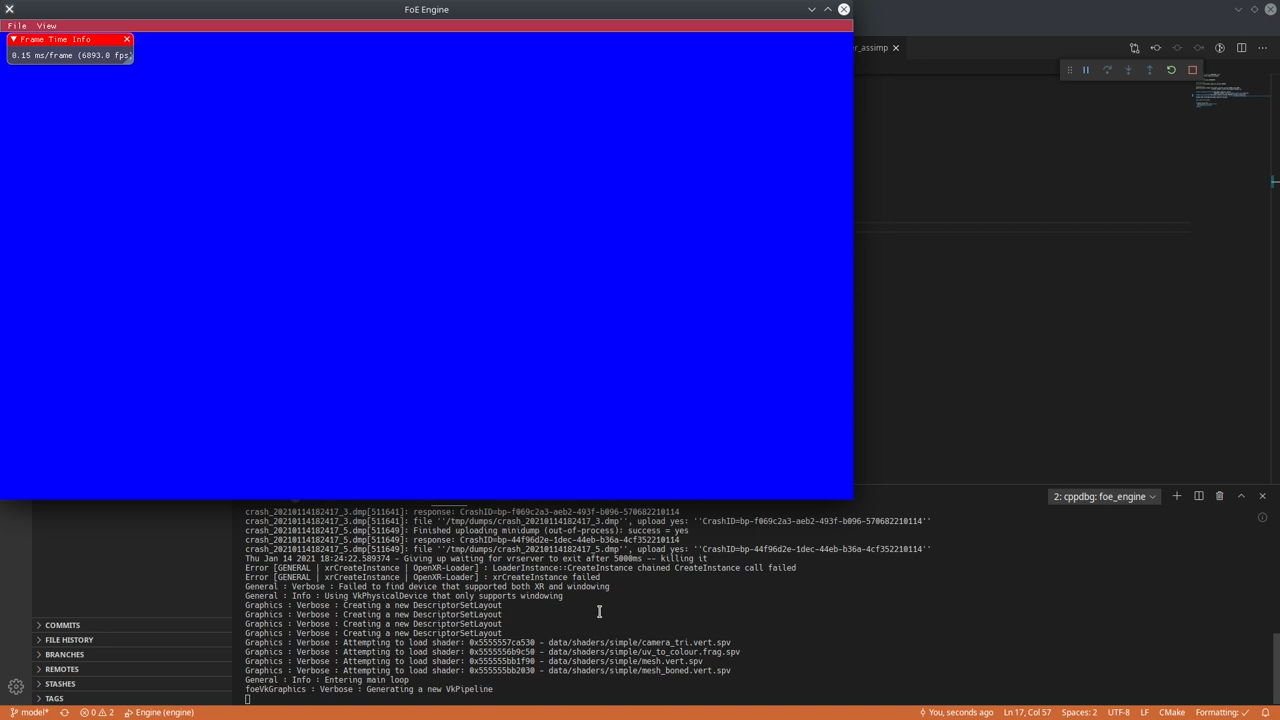 FoE Engine
File View
Frame Time Info
0.15 ms/frame (6893.0 fps)
r_assimp
2: cppdbg: foe_engine
crash_20210114182417_3.dmp[511641]: response: CrashID=bp-f069c2a3-aeb2-493f-b096-570682210114
crash_20210114182417_3.dmp[511641]: file ''/tmp/dumps/crash_20210114182417_3.dmp'', upload yes: ''CrashID=bp-f069c2a3-aeb2-493f-b096-570682210114''
crash_20210114182417_5.dmp[511649]: Finished uploading minidump (out-of-process): success = yes
crash_20210114182417_5.dmp[511649]: response: CrashID=bp-44f96d2e-1dec-44eb-b36a-4cf352210114
crash_20210114182417_5.dmp[511649]: file ''/tmp/dumps/crash_20210114182417_5.dmp'', upload yes: ''CrashID=bp-44f96d2e-1dec-44eb-b36a-4cf352210114''
Thu Jan 14 2021 18:24:22.589374 - Giving up waiting for vrserver to exit after 5000ms -- killing it
Error [GENERAL | xrCreateInstance | OpenXR-Loader] : LoaderInstance::CreateInstance chained CreateInstance call failed
Error [GENERAL | xrCreateInstance | OpenXR-Loader] : xrCreateInstance failed
General : Verbose : Failed to find device that supported both XR and windowing
General : Info : Using VkPhysicalDevice that only supports windowing
Graphics : Verbose : Creating a new DescriptorSetLayout
Graphics : Verbose : Creating a new DescriptorSetLayout
Graphics : Verbose : Creating a new DescriptorSetLayout
Graphics : Verbose : Creating a new DescriptorSetLayout
Graphics : Verbose : Attempting to load shader: 0x5555557ca530 - data/shaders/simple/camera_tri.vert.spv
Graphics : Verbose : Attempting to load shader: 0x5555556b9c50 - data/shaders/simple/uv_to_colour.frag.spv
Graphics : Verbose : Attempting to load shader: 0x555555bb1f90 - data/shaders/simple/mesh.vert.spv
Graphics : Verbose : Attempting to load shader: 0x555555bb2030 - data/shaders/simple/mesh_boned.vert.spv
General : Info : Entering main loop
foeVkGraphics : Verbose : Generating a new VkPipeline
COMMITS
FILE HISTORY
BRANCHES
REMOTES
STASHES
TAGS
model* 0 2 Engine (engine) You, seconds ago Ln 17, Col 57 Spaces: 2 UTF-8 LF CMake Formatting: ✓